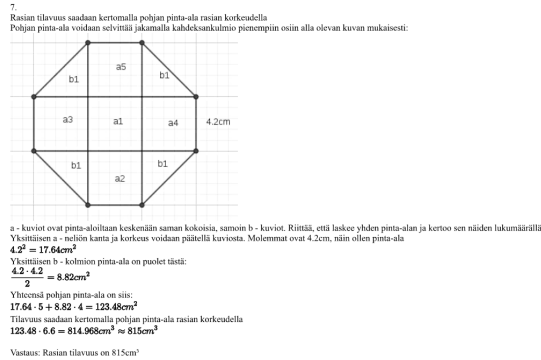 7.
Rasian tilavuus saadaan kertomalla pohjan pinta-ala rasian korkeudella
Pohjan pinta-ala voidaan selvittää jakamalla kahdeksankulmio pienempiin osiin alla olevan kuvan mukaisesti:
a5
b1
b1
a3
a1
a4
4.2cm
b1
b1
a2
a - kuviot ovat pinta-aloiltaan keskenään saman kokoisia, samoin b - kuviot. Riittää, että laskee yhden pinta-alan ja kertoo sen näiden lukumäärällä
Yksittäisen a - neliön kanta ja korkeus voidaan päätellä kuviosta. Molemmat ovat 4.2cm, näin ollen pinta-ala
4.2² = 17.64cm²
Yksittäisen b - kolmion pinta-ala on puolet tästä:
4.2 · 4.2
2
= 8.82cm²
Yhteensä pohjan pinta-ala on siis:
17.64 · 5 + 8.82 · 4 = 123.48cm²
Tilavuus saadaan kertomalla pohjan pinta-ala rasian korkeudella
123.48 · 6.6 = 814.968cm³ ≈ 815cm³
Vastaus: Rasian tilavuus on 815cm³